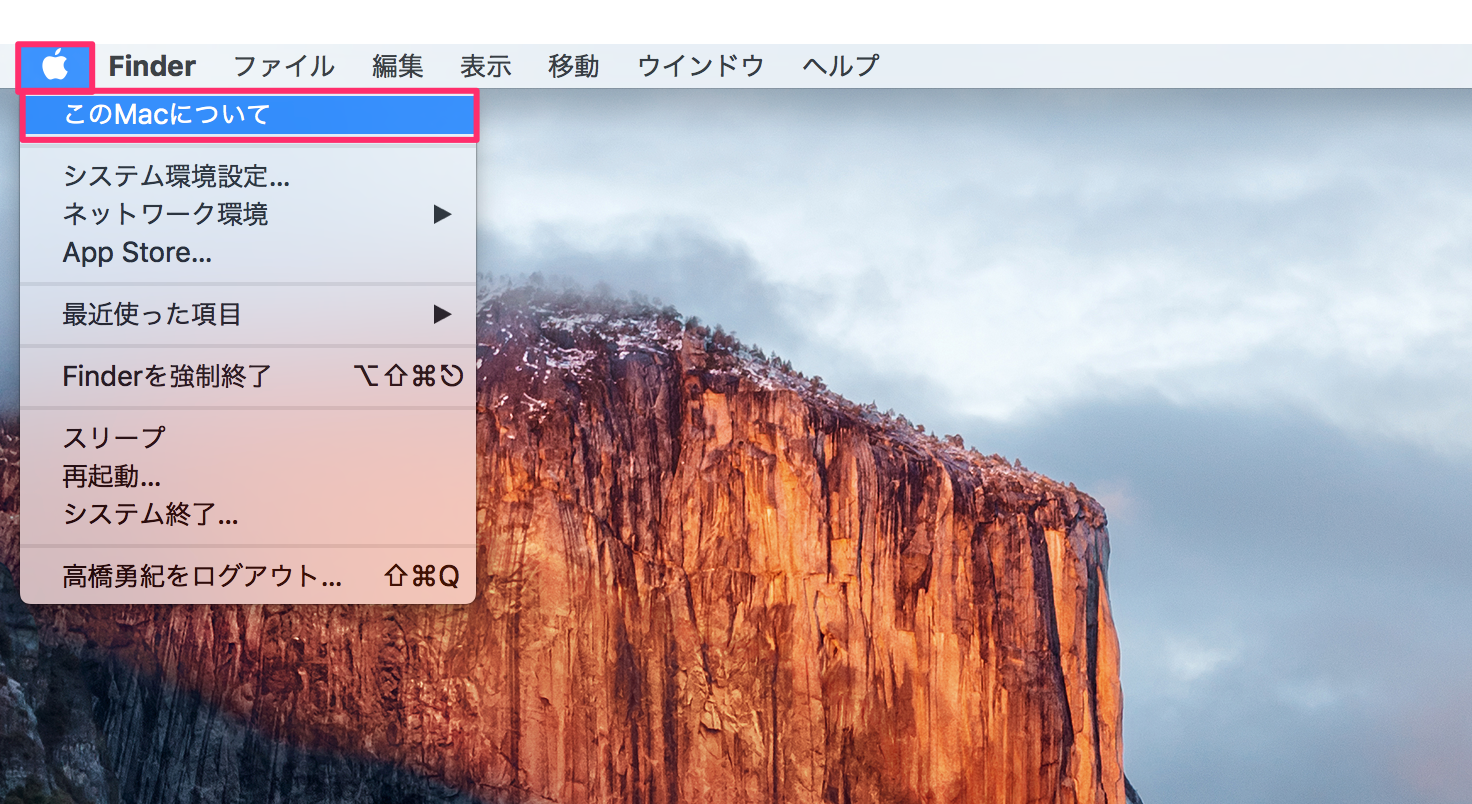 Finder ファイル 編集 表示 移動 ウインドウ ヘルプ
このMacについて
システム環境設定...
ネットワーク環境 ▶
App Store...
最近使った項目 ▶
Finderを強制終了 ⌥⇧⌘⎋
スリープ
再起動...
システム終了...
高橋勇紀をログアウト... ⇧⌘Q